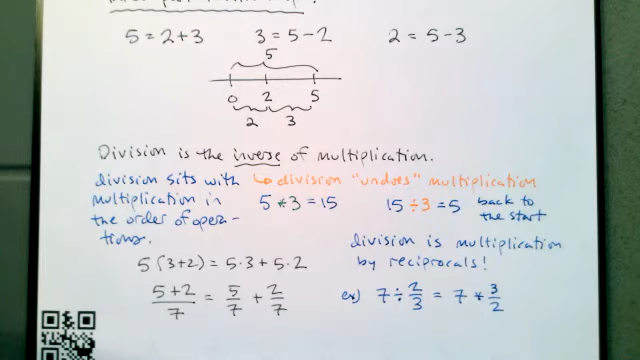 5 = 2 + 3 3 = 5 - 2 2 = 5 - 3
5
0 2 5
2 3
Division is the inverse of multiplication.
division sits with multiplication in the order of operations.
↳ division "undoes" multiplication
5 * 3 = 15 15 ÷ 3 = 5 back to the start
5(3+2) = 5·3 + 5·2
(5+2)/7 = 5/7 + 2/7
division is multiplication
by reciprocals!
ex) 7 ÷ 2/3 = 7 * 3/2